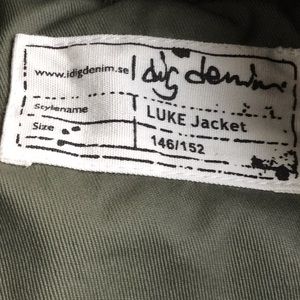 www.idigdenim.se I dig denim
Stylename LUKE Jacket
Size 146/152